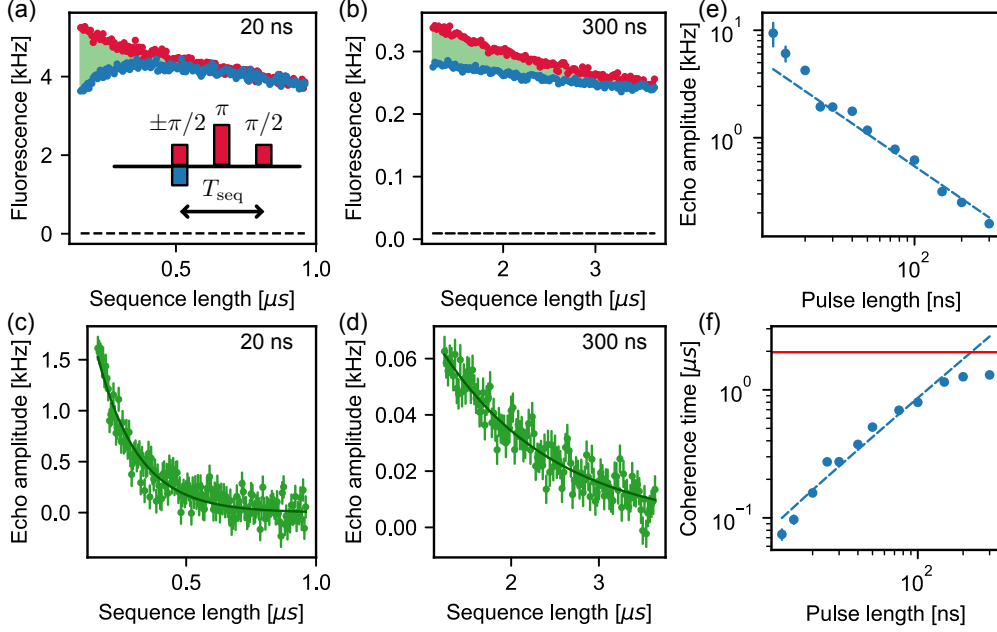 (a)
20 ns
Fluorescence [kHz]
4
2
0
±π/2
π
π/2
T_seq
0.5
1.0
Sequence length [μs]
(b)
300 ns
Fluorescence [kHz]
0.3
0.2
0.1
0.0
2
3
Sequence length [μs]
(e)
Echo amplitude [kHz]
10^1
10^0
10^2
Pulse length [ns]
(c)
20 ns
Echo amplitude [kHz]
1.5
1.0
0.5
0.0
0.5
1.0
Sequence length [μs]
(d)
300 ns
Echo amplitude [kHz]
0.06
0.04
0.02
0.00
2
3
Sequence length [μs]
(f)
Coherence time [μs]
10^0
10^−1
10^2
Pulse length [ns]